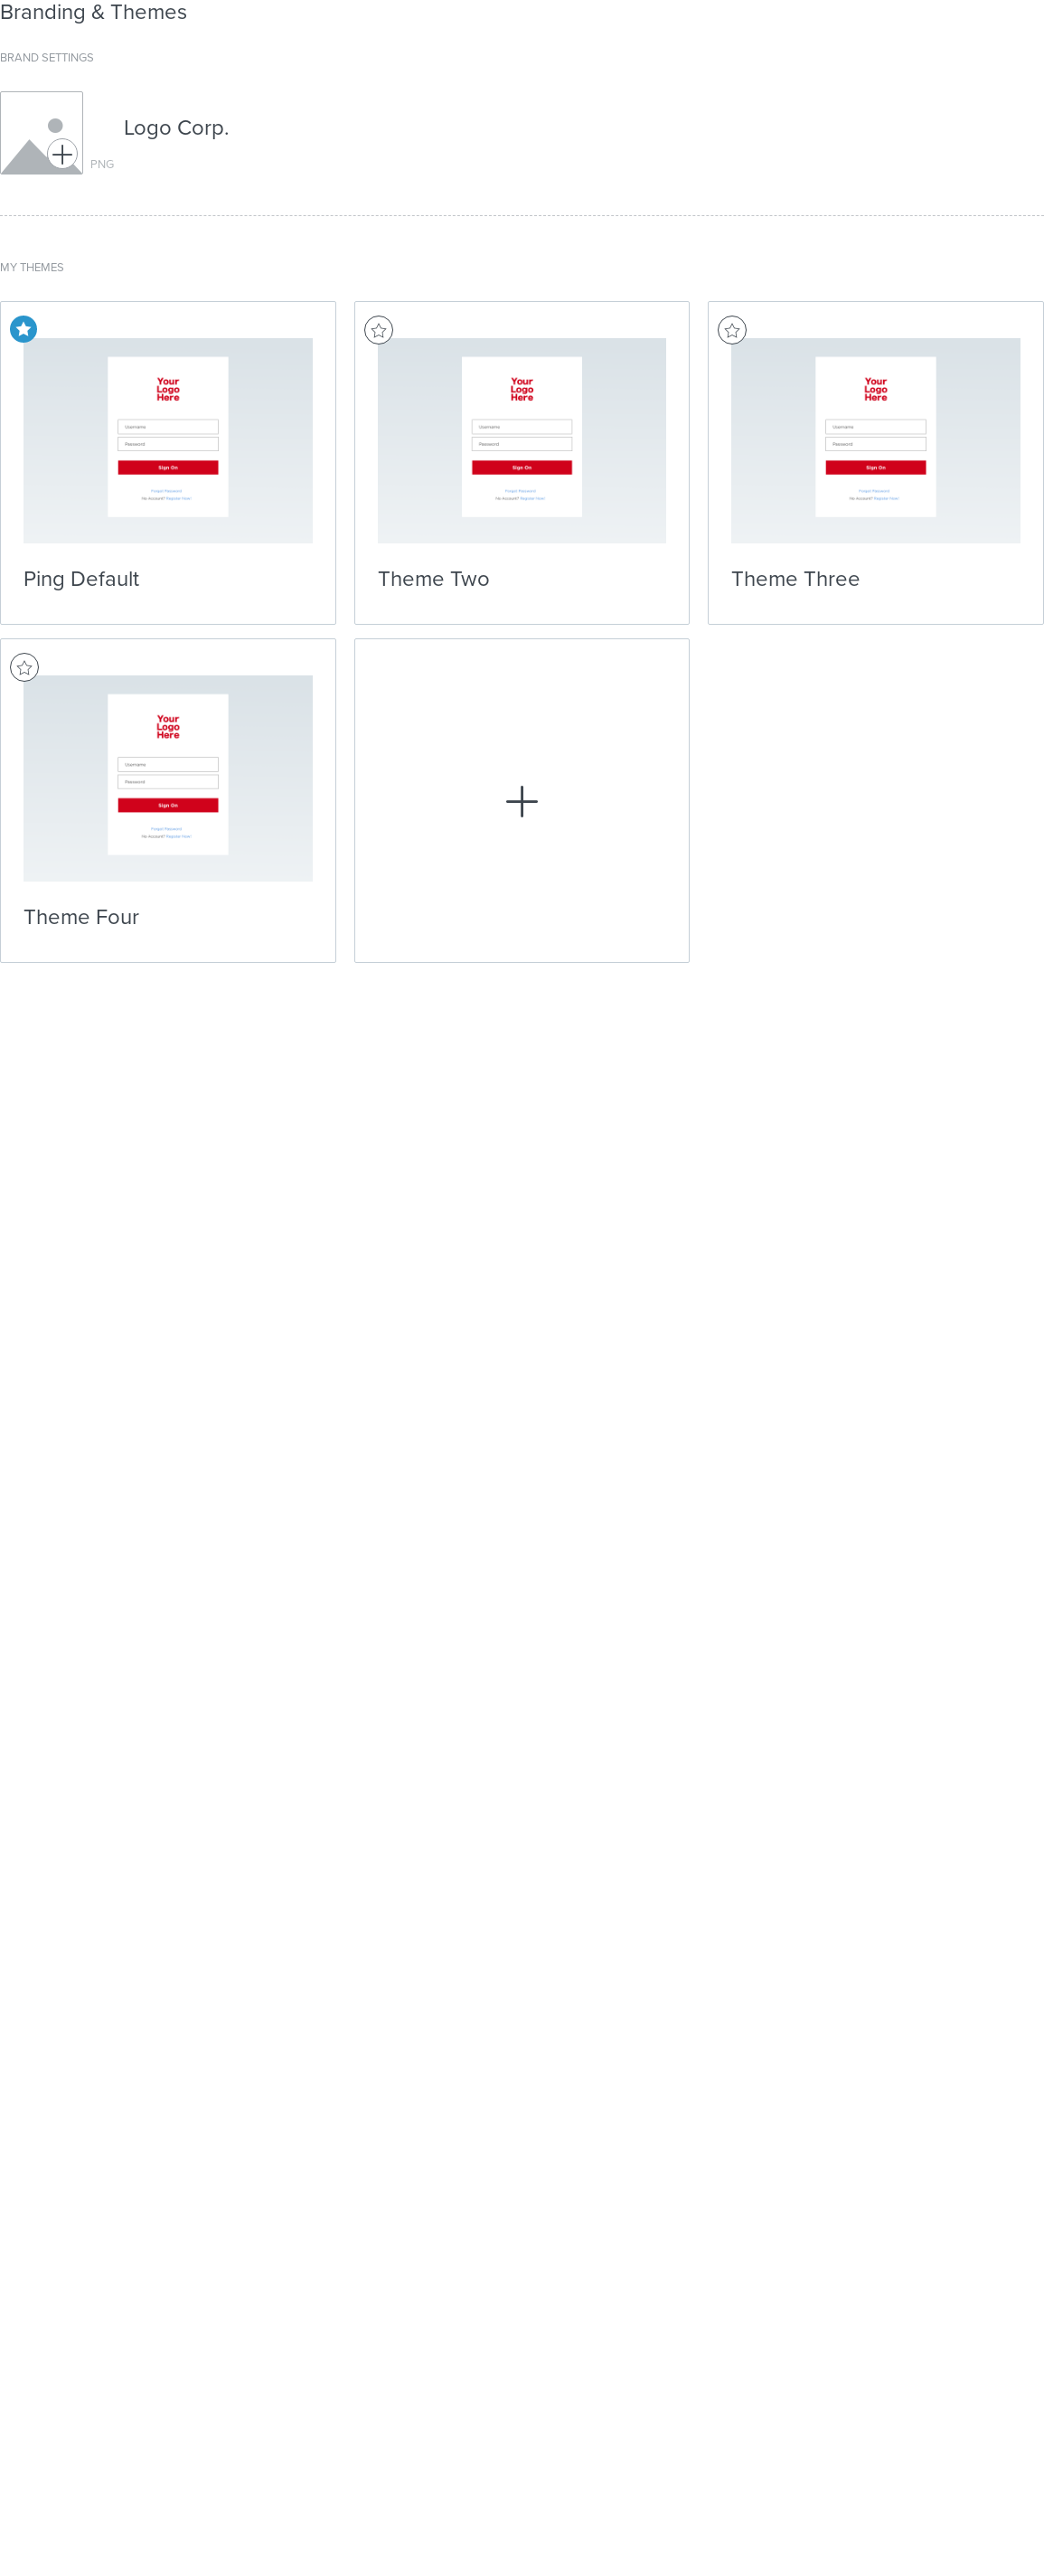 Branding & Themes
BRAND SETTINGS
Logo Corp.
PNG
MY THEMES
Your
Logo
Here
Username
Password
Sign On
Forgot Password
No Account? Register Now!
Ping Default
Your
Logo
Here
Username
Password
Sign On
Forgot Password
No Account? Register Now!
Theme Two
Your
Logo
Here
Username
Password
Sign On
Forgot Password
No Account? Register Now!
Theme Three
Your
Logo
Here
Username
Password
Sign On
Forgot Password
No Account? Register Now!
Theme Four